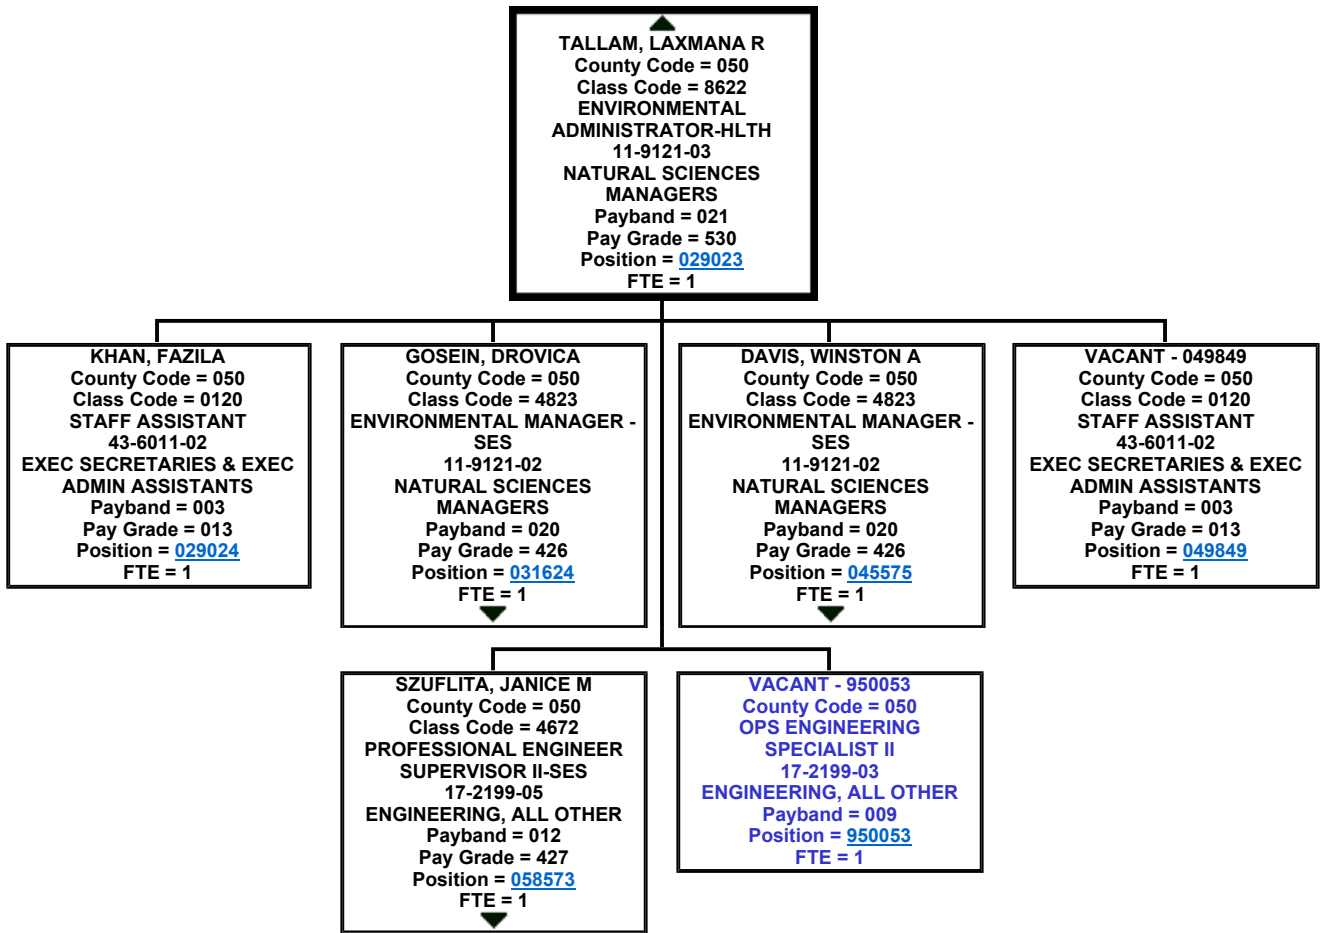 TALLAM, LAXMANA R
County Code = 050
Class Code = 8622
ENVIRONMENTAL
ADMINISTRATOR-HLTH
11-9121-03
NATURAL SCIENCES
MANAGERS
Payband = 021
Pay Grade = 530
Position = 029023
FTE = 1
KHAN, FAZILA
County Code = 050
Class Code = 0120
STAFF ASSISTANT
43-6011-02
EXEC SECRETARIES & EXEC
ADMIN ASSISTANTS
Payband = 003
Pay Grade = 013
Position = 029024
FTE = 1
GOSEIN, DROVICA
County Code = 050
Class Code = 4823
ENVIRONMENTAL MANAGER -
SES
11-9121-02
NATURAL SCIENCES
MANAGERS
Payband = 020
Pay Grade = 426
Position = 031624
FTE = 1
DAVIS, WINSTON A
County Code = 050
Class Code = 4823
ENVIRONMENTAL MANAGER -
SES
11-9121-02
NATURAL SCIENCES
MANAGERS
Payband = 020
Pay Grade = 426
Position = 045575
FTE = 1
VACANT - 049849
County Code = 050
Class Code = 0120
STAFF ASSISTANT
43-6011-02
EXEC SECRETARIES & EXEC
ADMIN ASSISTANTS
Payband = 003
Pay Grade = 013
Position = 049849
FTE = 1
SZUFLITA, JANICE M
County Code = 050
Class Code = 4672
PROFESSIONAL ENGINEER
SUPERVISOR II-SES
17-2199-05
ENGINEERING, ALL OTHER
Payband = 012
Pay Grade = 427
Position = 058573
FTE = 1
VACANT - 950053
County Code = 050
OPS ENGINEERING
SPECIALIST II
17-2199-03
ENGINEERING, ALL OTHER
Payband = 009
Position = 950053
FTE = 1